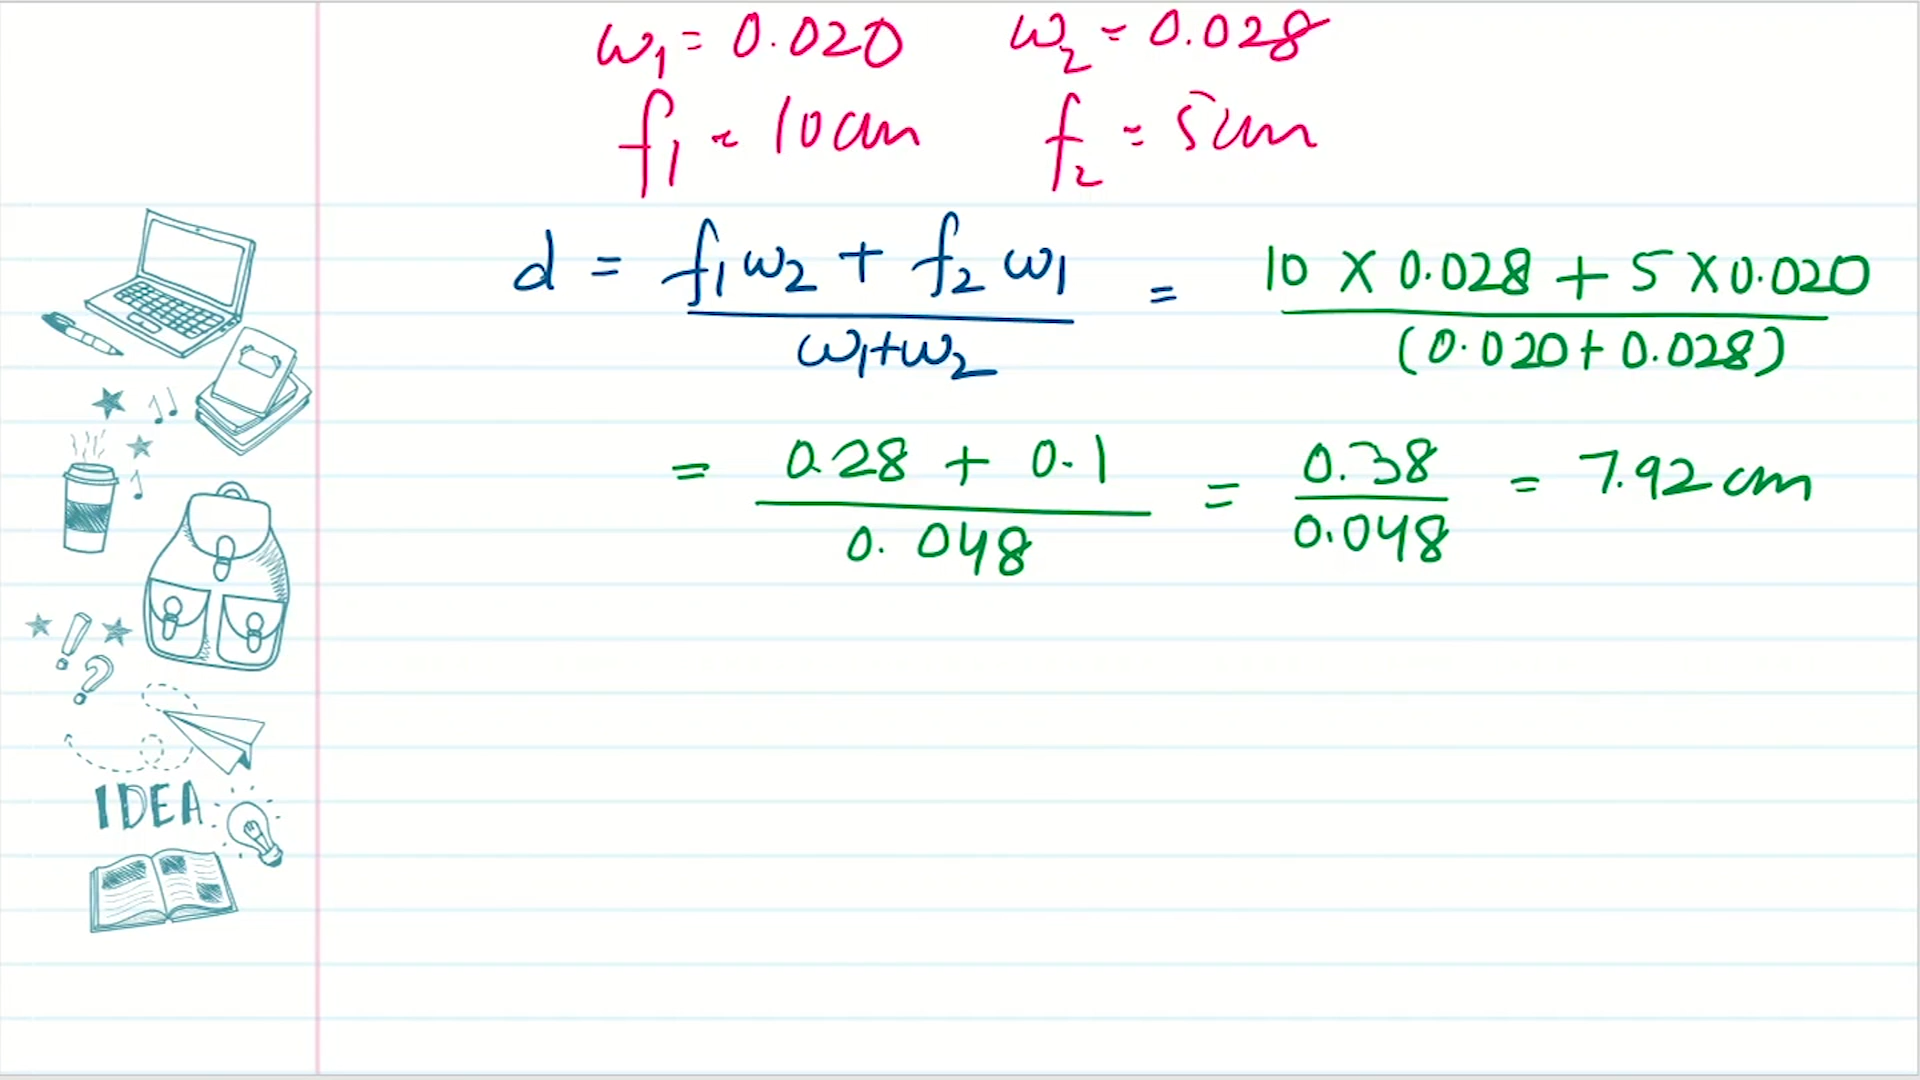 ω₁ = 0.020 ω₂ = 0.028
f₁ = 10cm f₂ = 5cm
d = (f₁ω₂ + f₂ω₁)/(ω₁+ω₂) = (10 × 0.028 + 5 × 0.020)/((0.020 + 0.028))
= (0.28 + 0.1)/(0.048) = 0.38/0.048 = 7.92 cm
! ?
IDEA